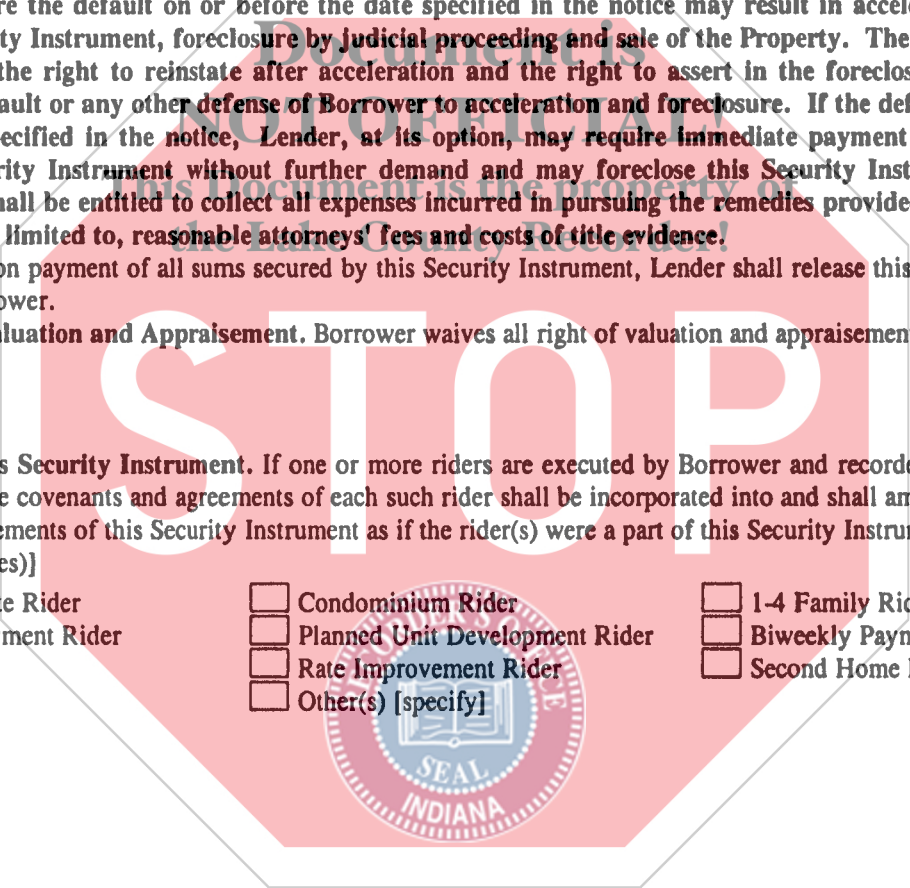 re the default on or before the date specified in the notice may result in accel
ty Instrument, foreclosure by judicial proceeding and sale of the Property. The
the right to reinstate after acceleration and the right to assert in the foreclos
ault or any other defense of Borrower to acceleration and foreclosure. If the def
ecified in the notice, Lender, at its option, may require immediate payment
rity Instrument without further demand and may foreclose this Security Inst
hall be entitled to collect all expenses incurred in pursuing the remedies provide
limited to, reasonable attorneys' fees and costs of title evidence.
on payment of all sums secured by this Security Instrument, Lender shall release this
ower.
aluation and Appraisement. Borrower waives all right of valuation and appraisement
s Security Instrument. If one or more riders are executed by Borrower and recorde
e covenants and agreements of each such rider shall be incorporated into and shall am
ements of this Security Instrument as if the rider(s) were a part of this Security Instrum
es)]
te Rider Condominium Rider 1-4 Family Rid
ment Rider Planned Unit Development Rider Biweekly Paym
Rate Improvement Rider Second Home
Other(s) [specify]
Document is
NOT OFFICIAL!
This Document is the property of
the Lake County Recorder!
STOP
RECORDER'S OFFICE
SEAL
INDIANA